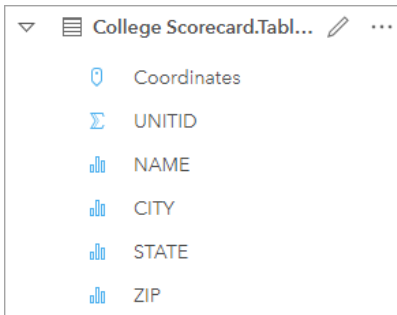 College Scorecard.Tabl...
Coordinates
UNITID
NAME
CITY
STATE
ZIP